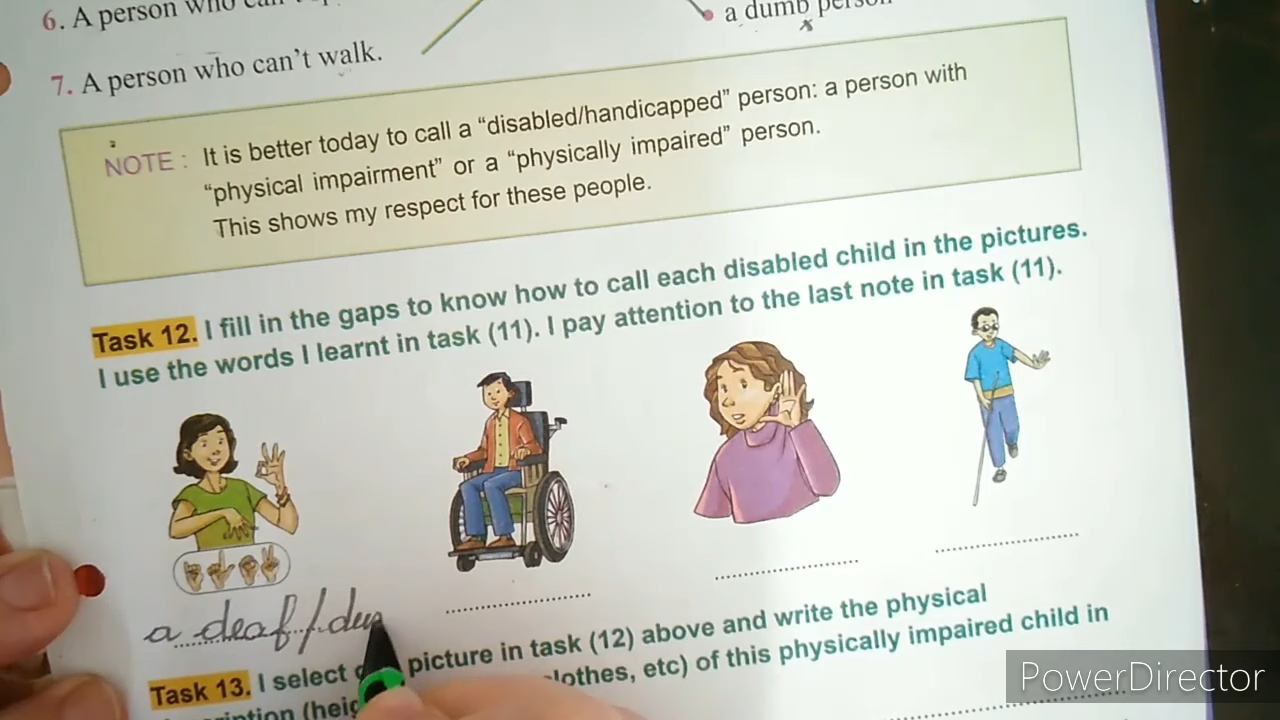 6. A person who can't
a dumb person
7. A person who can't walk.
NOTE : It is better today to call a “disabled/handicapped” person: a person with
“physical impairment” or a “physically impaired” person.
This shows my respect for these people.
Task 12. I fill in the gaps to know how to call each disabled child in the pictures.
I use the words I learnt in task (11). I pay attention to the last note in task (11).
a deaf / du
Task 13. I select picture in task (12) above and write the physical
clothes, etc) of this physically impaired child in
PowerDirector